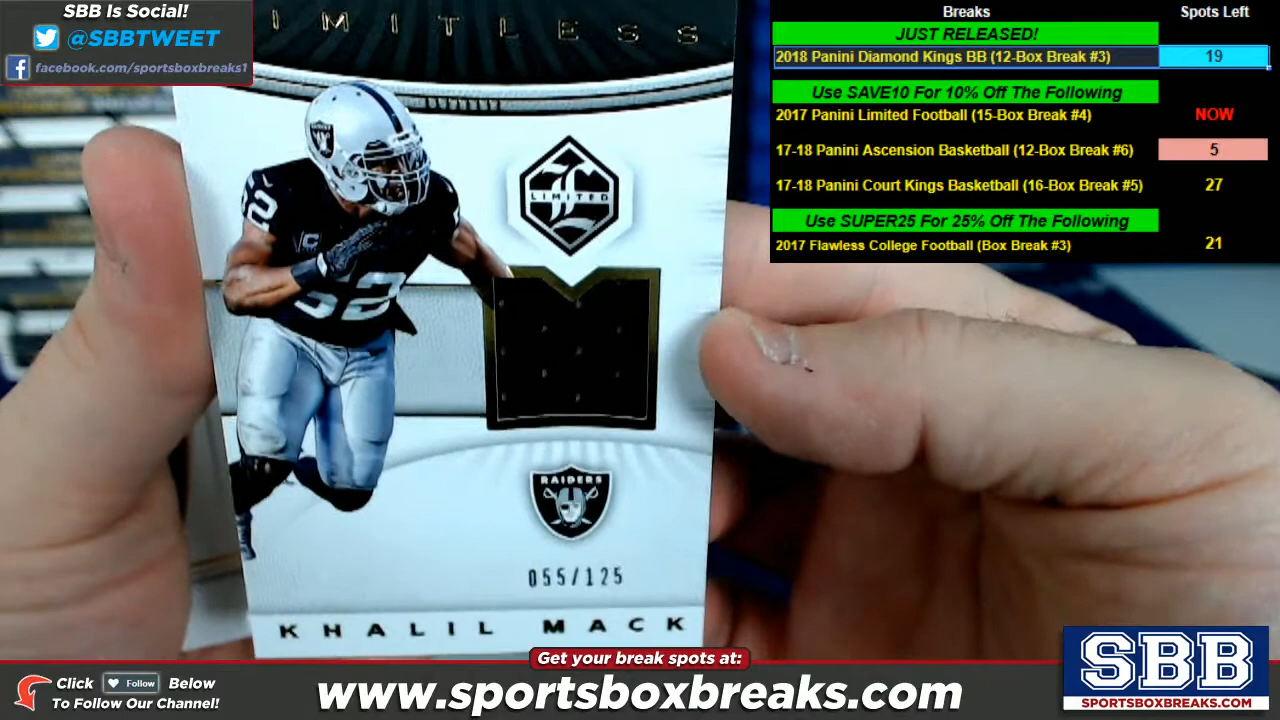 SBB Is Social!
@SBBTWEET
facebook.com/sportsboxbreaks1
IMITLESS
RAIDERS
52
C
52
LIMITED
RAIDERS
055/125
KHALIL MACK
Breaks Spots Left
JUST RELEASED!
2018 Panini Diamond Kings BB (12-Box Break #3) 19
Use SAVE10 For 10% Off The Following
2017 Panini Limited Football (15-Box Break #4) NOW
17-18 Panini Ascension Basketball (12-Box Break #6) 5
17-18 Panini Court Kings Basketball (16-Box Break #5) 27
Use SUPER25 For 25% Off The Following
2017 Flawless College Football (Box Break #3) 21
Get your break spots at:
Click Follow Below
To Follow Our Channel!
www.sportsboxbreaks.com
SBB
SPORTSBOXBREAKS.COM